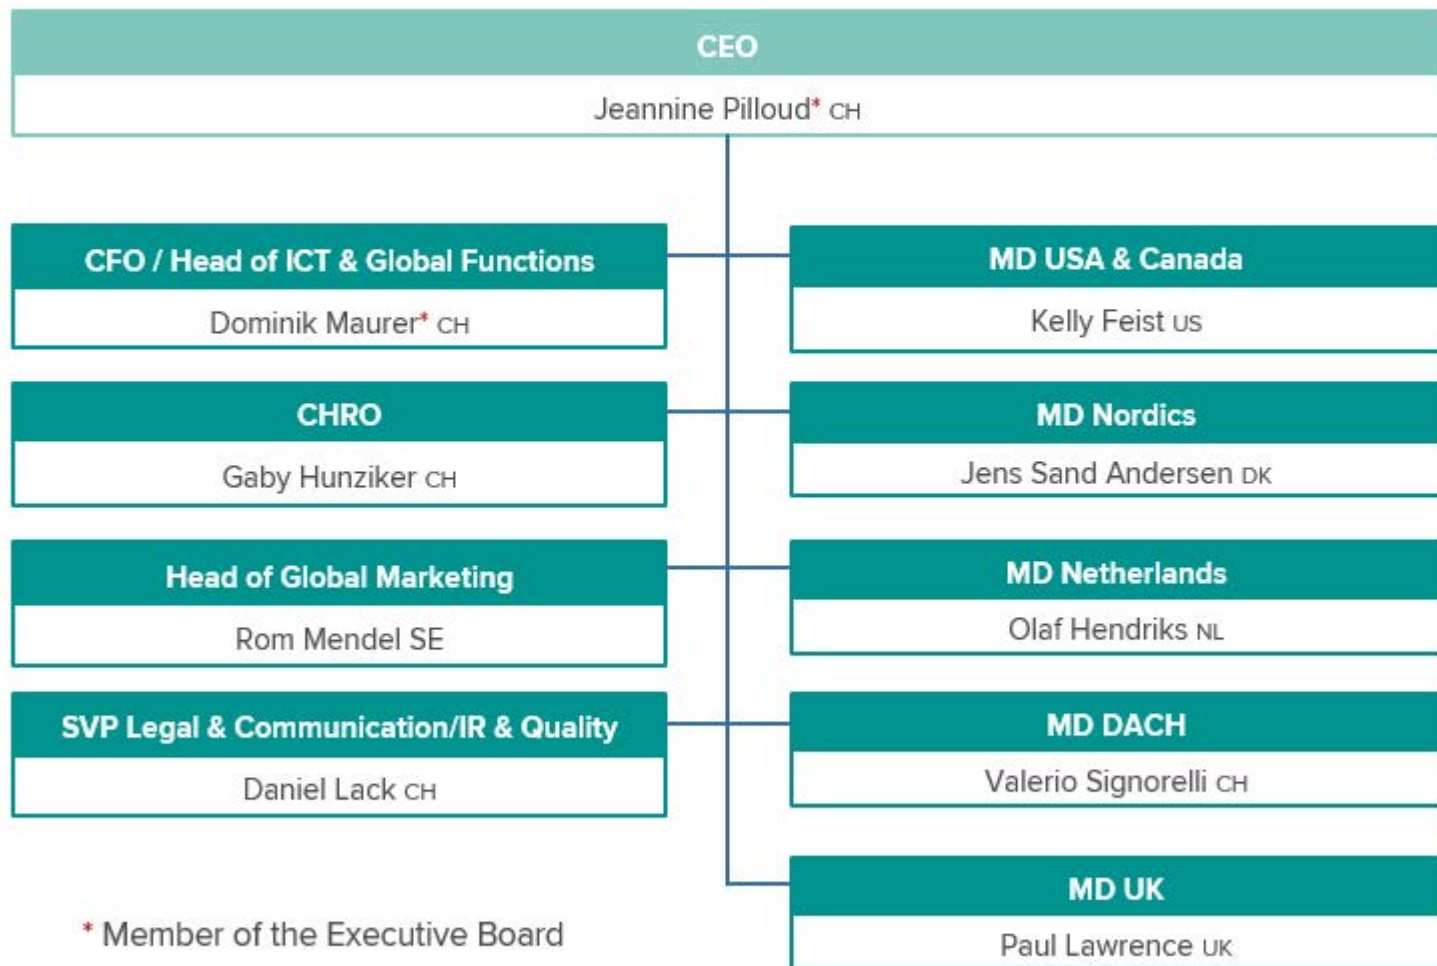 CEO
Jeannine Pilloud* CH
CFO / Head of ICT & Global Functions
Dominik Maurer* CH
CHRO
Gaby Hunziker CH
Head of Global Marketing
Rom Mendel SE
SVP Legal & Communication/IR & Quality
Daniel Lack CH
MD USA & Canada
Kelly Feist US
MD Nordics
Jens Sand Andersen DK
MD Netherlands
Olaf Hendriks NL
MD DACH
Valerio Signorelli CH
MD UK
Paul Lawrence UK
* Member of the Executive Board